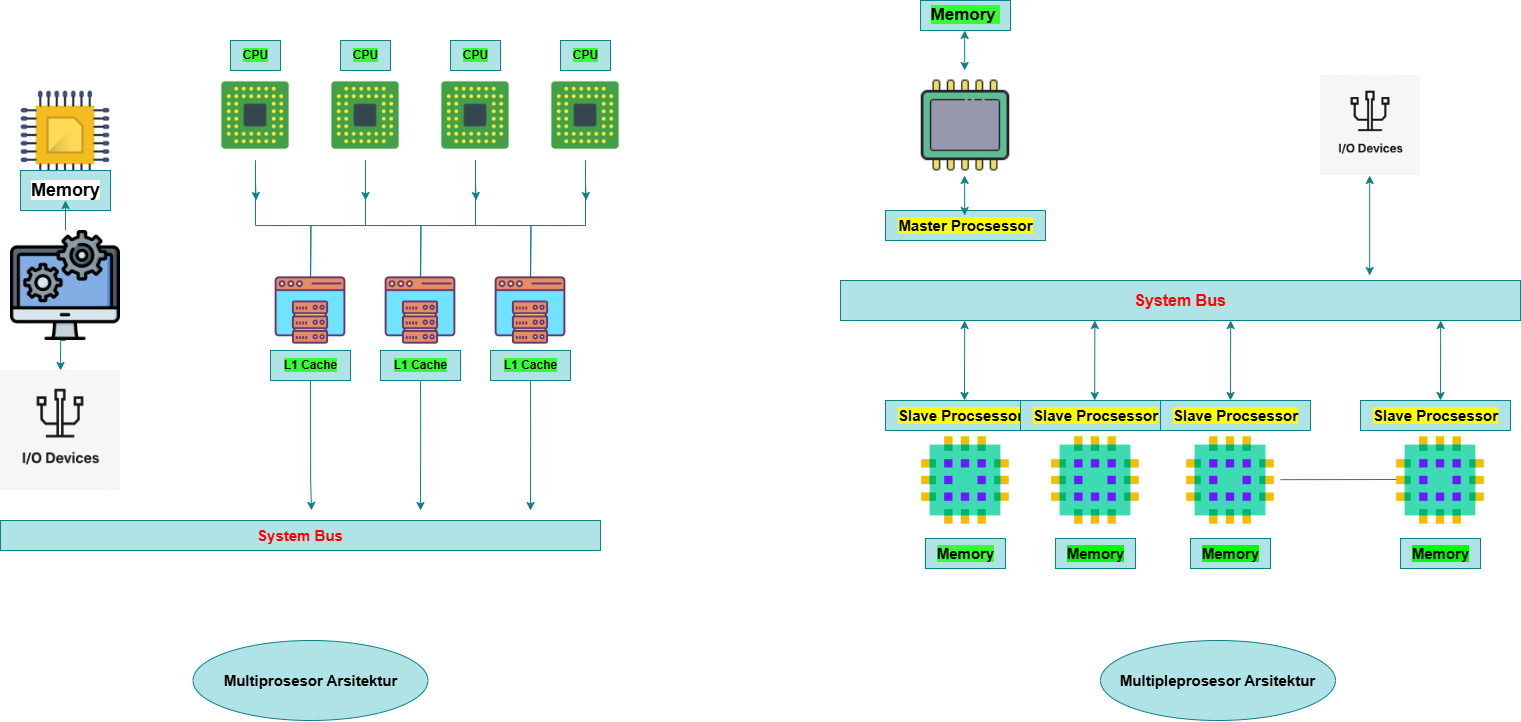 CPU
CPU
CPU
CPU
Memory
I/O Devices
L1 Cache
L1 Cache
L1 Cache
System Bus
Multiprosesor Arsitektur
Memory
Master Procsessor
I/O Devices
System Bus
Slave Procsessor
Slave Procsessor
Slave Procsessor
Slave Procsessor
Memory
Memory
Memory
Memory
Multipleprosesor Arsitektur